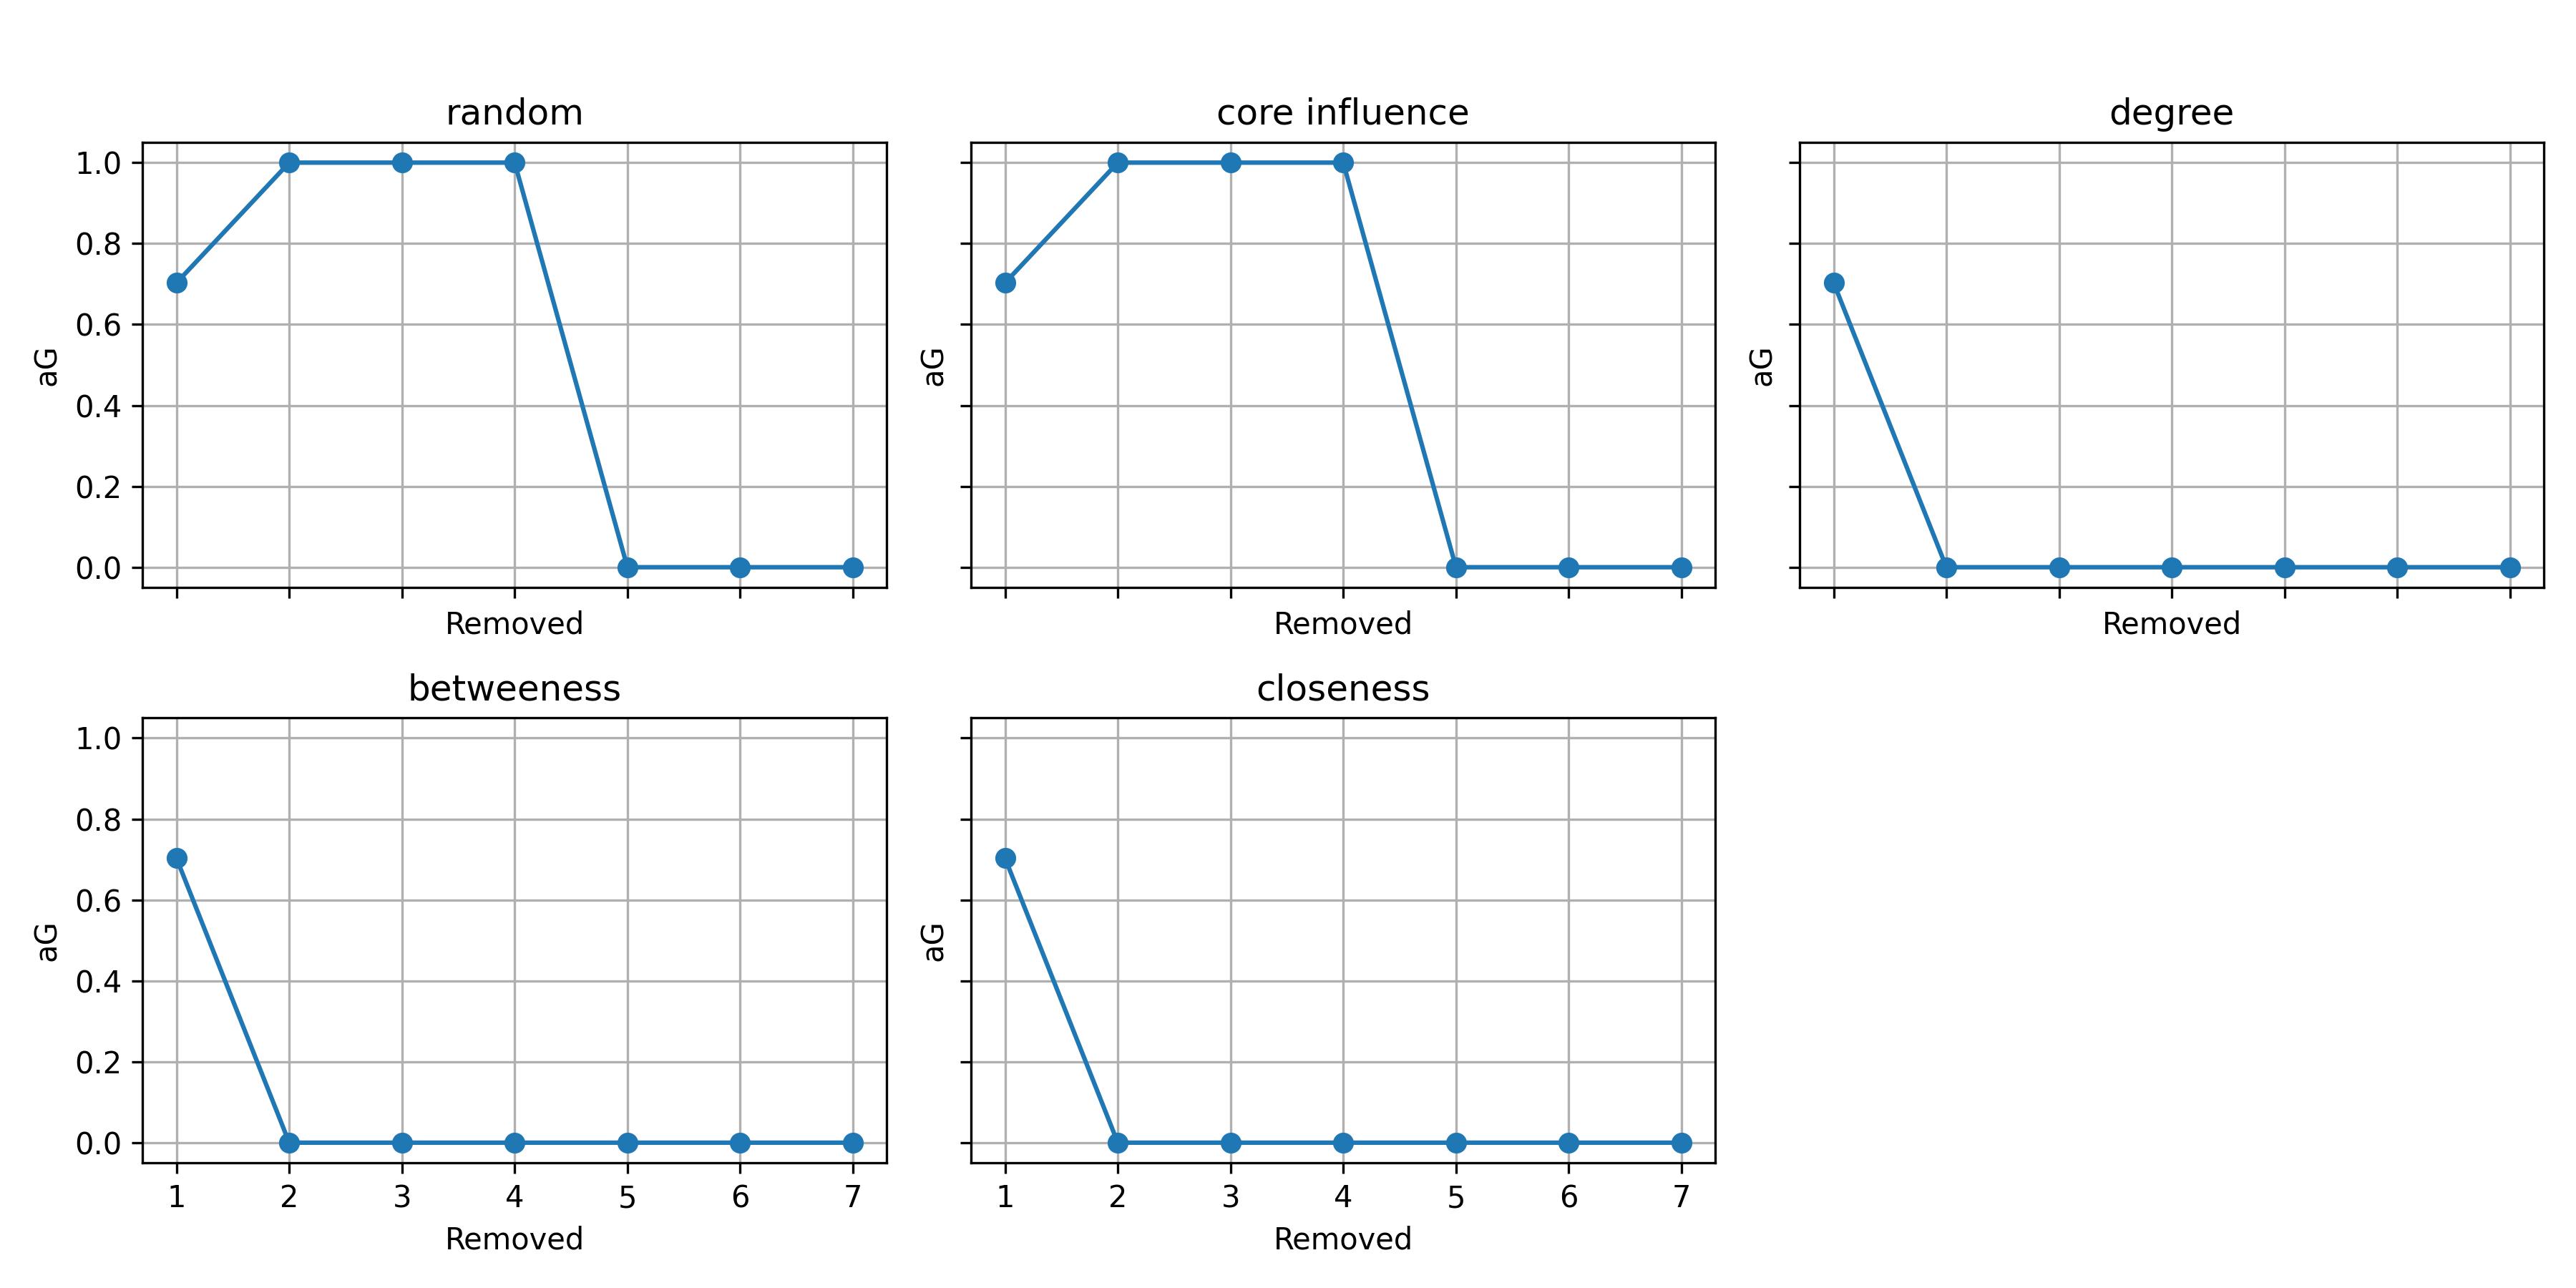 random
core influence
degree
1.0
0.8
0.6
0.4
0.2
0.0
aG
aG
aG
Removed
Removed
Removed
betweeness
closeness
1.0
0.8
0.6
0.4
0.2
0.0
aG
aG
1 2 3 4 5 6 7
1 2 3 4 5 6 7
Removed
Removed